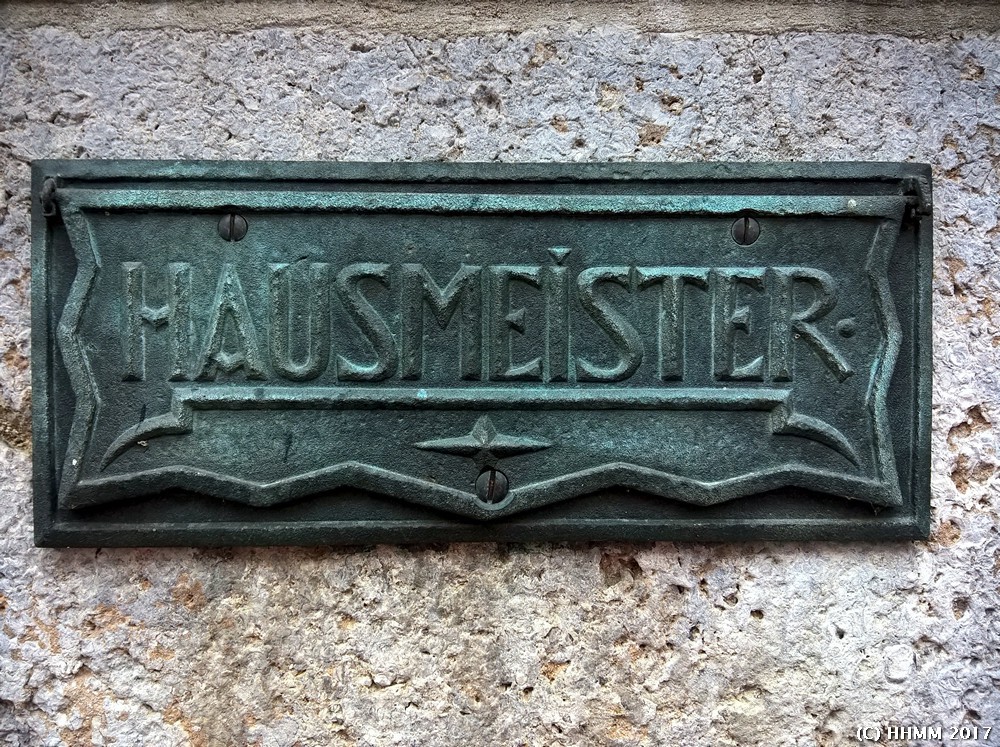 HAUSMEiSTER·
(C) HHMM 2017